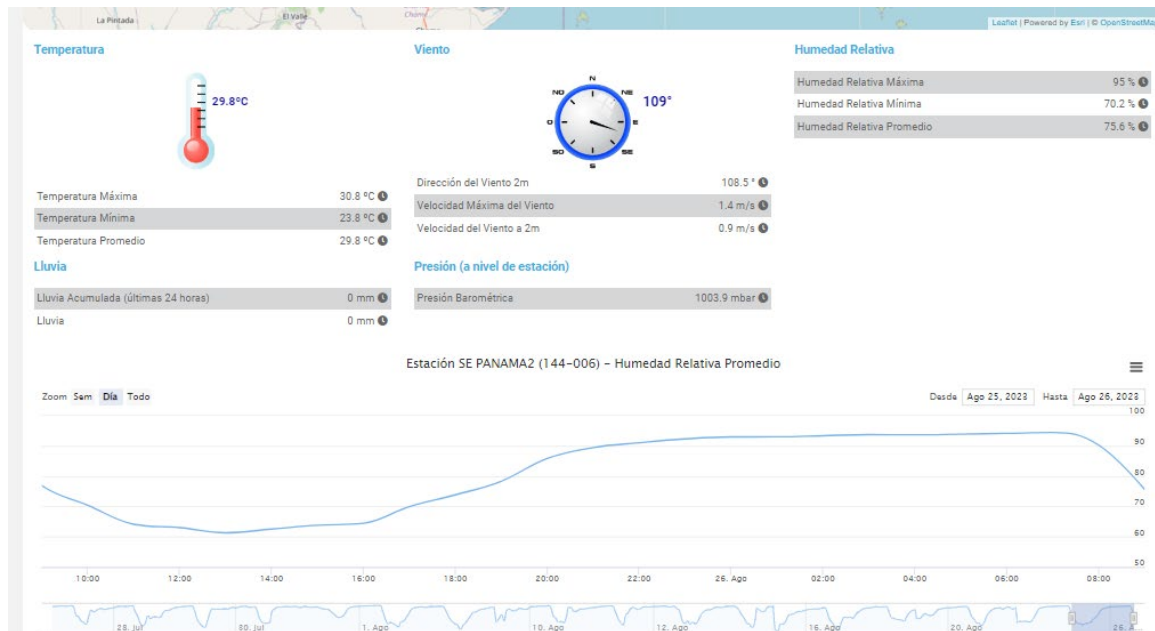 La Pintada
El Valle
Chame
Leaflet | Powered by Esri | © OpenStreetMa
Temperatura
29.8ºC
Temperatura Máxima 30.8 ºC
Temperatura Mínima 23.8 ºC
Temperatura Promedio 29.8 ºC
Viento
N
NO NE
109°
O E
SO SE
S
Dirección del Viento 2m 108.5 °
Velocidad Máxima del Viento 1.4 m/s
Velocidad del Viento a 2m 0.9 m/s
Humedad Relativa
Humedad Relativa Máxima 95 %
Humedad Relativa Mínima 70.2 %
Humedad Relativa Promedio 75.6 %
Lluvia
Lluvia Acumulada (últimas 24 horas) 0 mm
Lluvia 0 mm
Presión (a nivel de estación)
Presión Barométrica 1003.9 mbar
Estación SE PANAMA2 (144-006) – Humedad Relativa Promedio
Zoom Sem Día Todo
Desde Ago 25, 2023 Hasta Ago 26, 2023
100
90
80
70
60
50
10:00 12:00 14:00 16:00 18:00 20:00 22:00 26. Ago 02:00 04:00 06:00 08:00
28. Jul 30. Jul 1. Ago 10. Ago 12. Ago 16. Ago 20. Ago 26. A